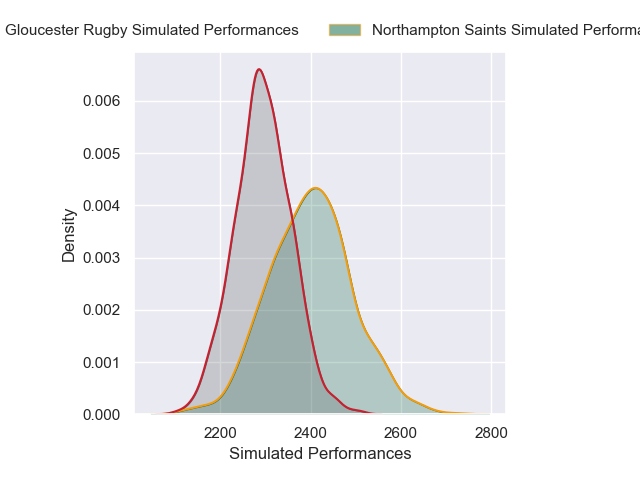 Gloucester Rugby Simulated Performances
Northampton Saints Simulated Performa
0.006
0.005
0.004
0.003
0.002
0.001
0.000
Density
2200 2400 2600 2800
Simulated Performances